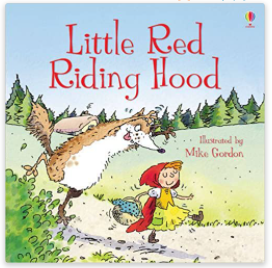 Little Red
Riding Hood
Illustrated by
Mike Gordon